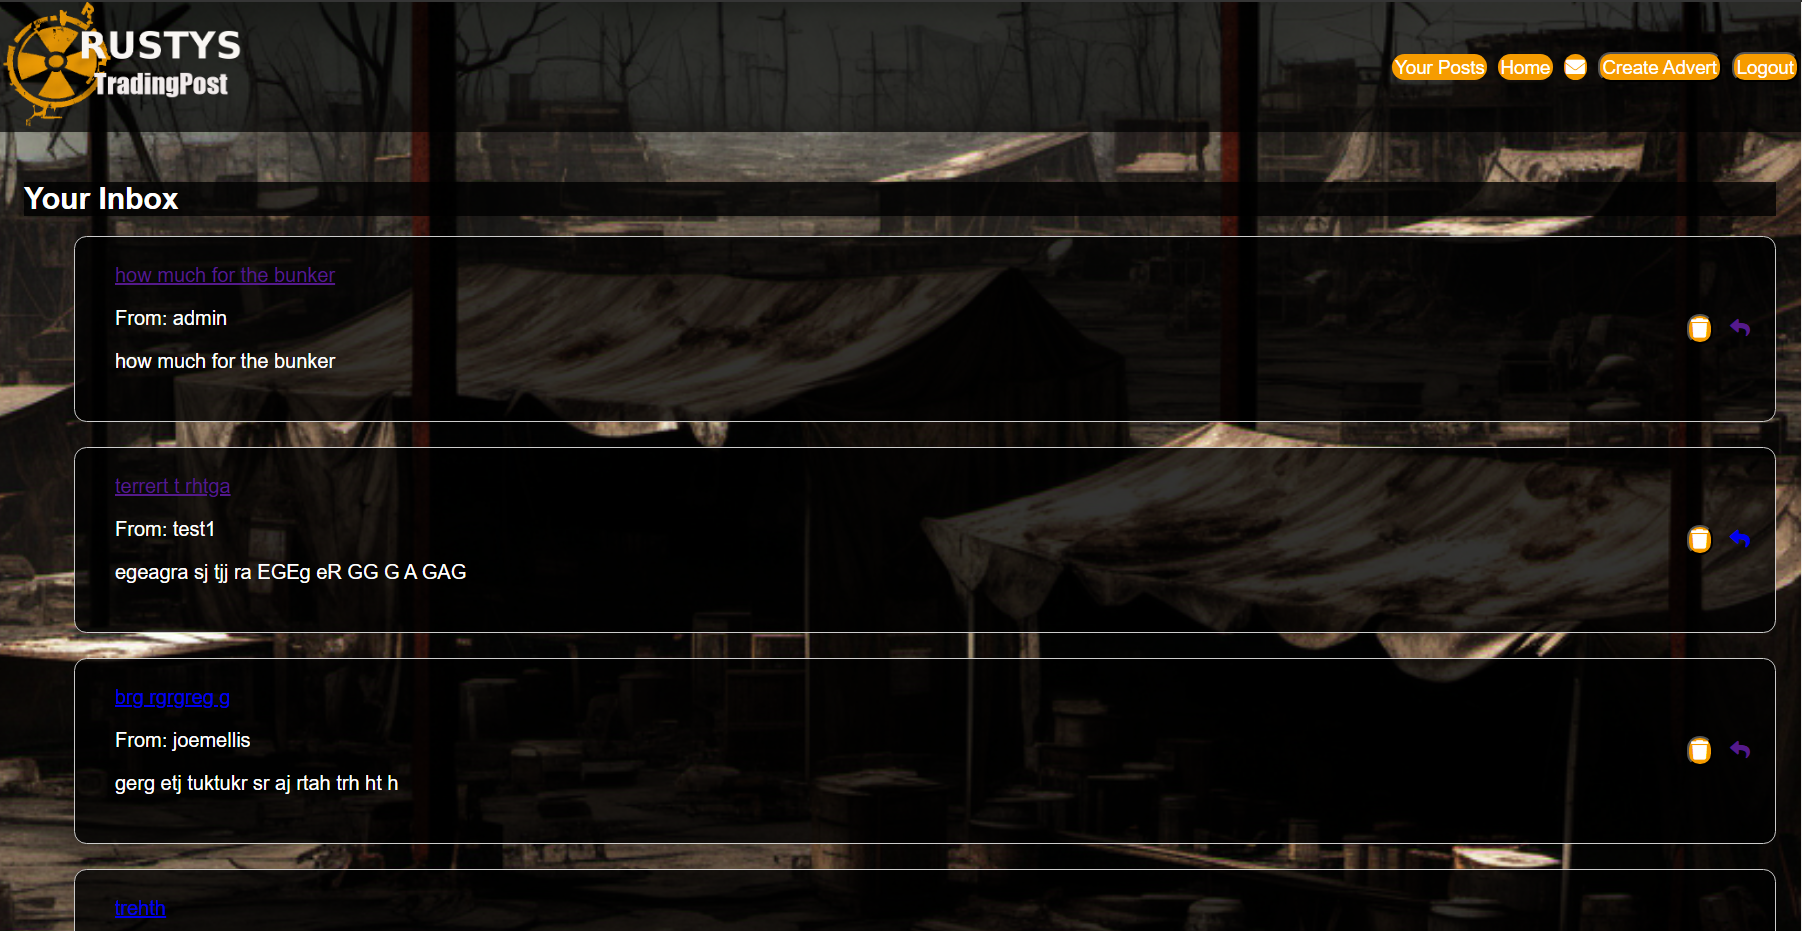 RUSTYS
TradingPost
Your Posts Home Create Advert Logout
Your Inbox
how much for the bunker
From: admin
how much for the bunker
terrert t rhtga
From: test1
egeagra sj tjj ra EGEg eR GG G A GAG
brg rgrgreg g
From: joemellis
gerg etj tuktukr sr aj rtah trh ht h
trehth